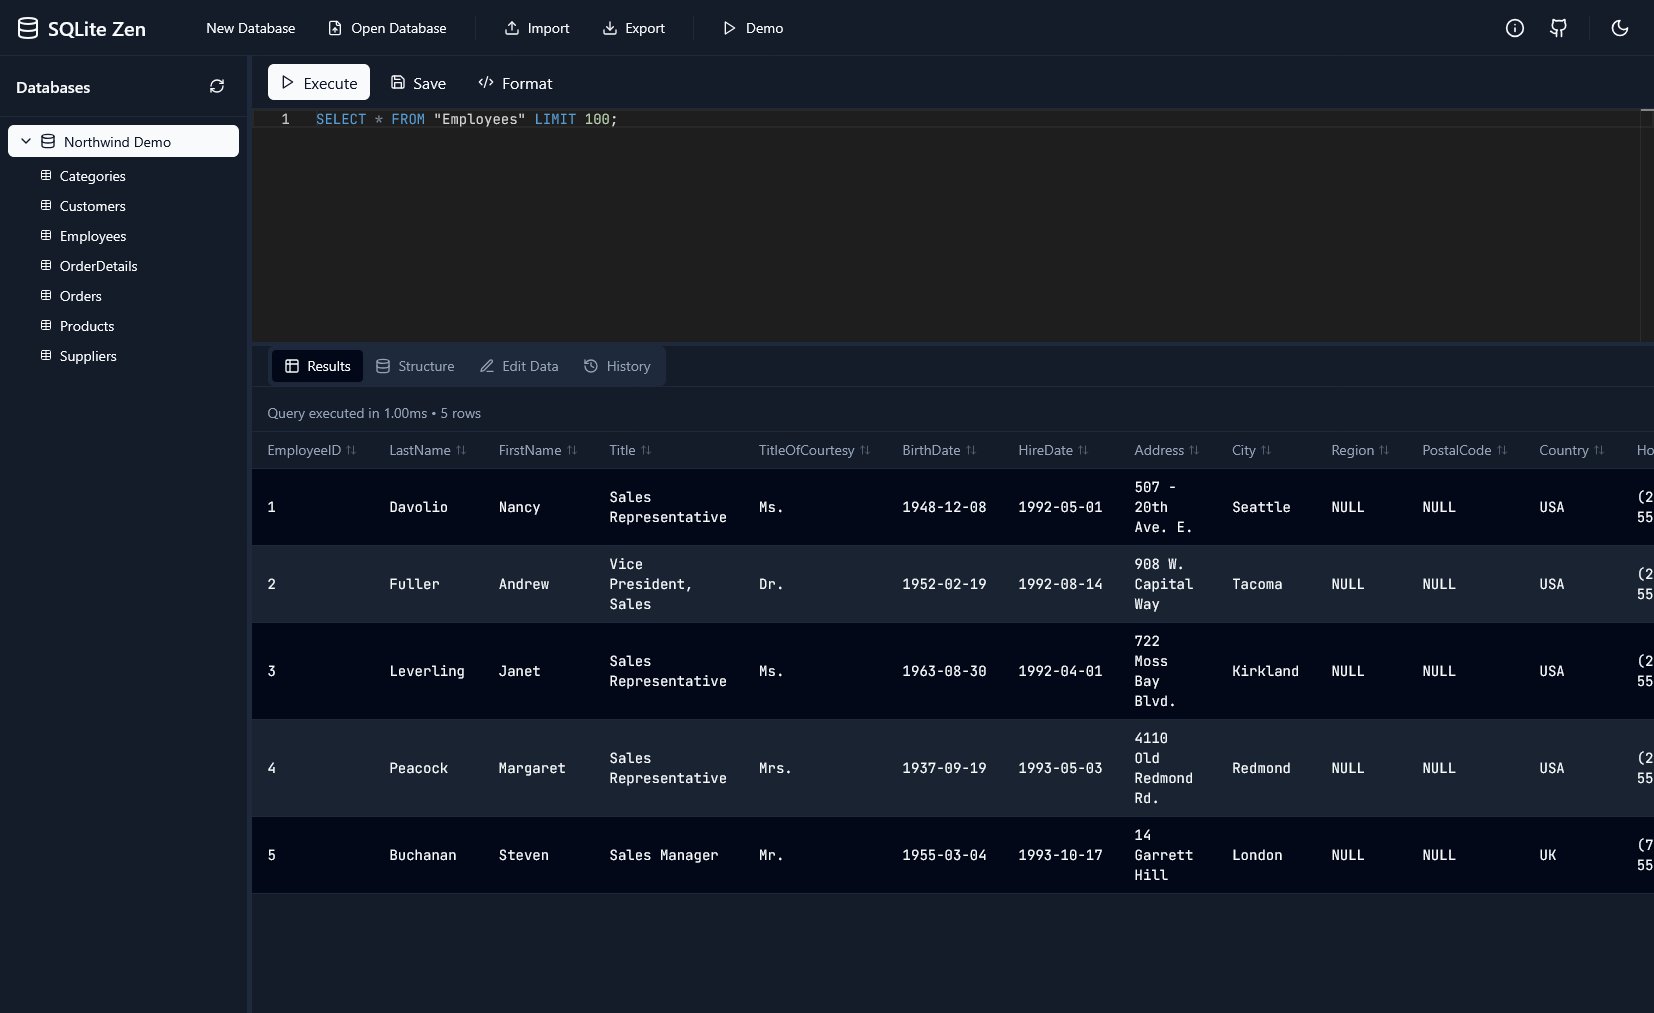 SQLite Zen
New Database
Open Database
Import
Export
Demo
Databases
Northwind Demo
Categories
Customers
Employees
OrderDetails
Orders
Products
Suppliers
Execute
Save
Format
1 SELECT * FROM "Employees" LIMIT 100;
Results
Structure
Edit Data
History
Query executed in 1.00ms • 5 rows
EmployeeID LastName FirstName Title TitleOfCourtesy BirthDate HireDate Address City Region PostalCode Country Ho
1 Davolio Nancy Sales Representative Ms. 1948-12-08 1992-05-01 507 - 20th Ave. E. Seattle NULL NULL USA (2 55
2 Fuller Andrew Vice President, Sales Dr. 1952-02-19 1992-08-14 908 W. Capital Way Tacoma NULL NULL USA (2 55
3 Leverling Janet Sales Representative Ms. 1963-08-30 1992-04-01 722 Moss Bay Blvd. Kirkland NULL NULL USA (2 55
4 Peacock Margaret Sales Representative Mrs. 1937-09-19 1993-05-03 4110 Old Redmond Rd. Redmond NULL NULL USA (2 55
5 Buchanan Steven Sales Manager Mr. 1955-03-04 1993-10-17 14 Garrett Hill London NULL NULL UK (7 55